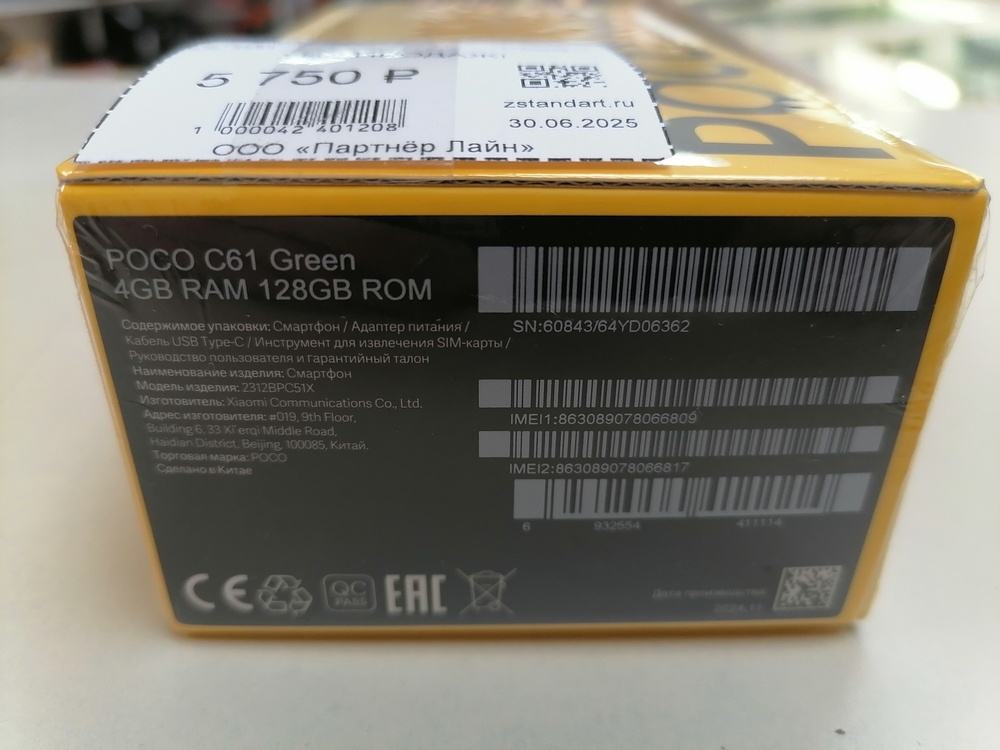 5 750 ₽
zstandart.ru
1 000042 401208
30.06.2025
ООО «Партнёр Лайн»
POCO
POCO C61 Green
4GB RAM 128GB ROM
Содержимое упаковки: Смартфон / Адаптер питания /
Кабель USB Type-C / Инструмент для извлечения SIM-карты /
Руководство пользователя и гарантийный талон
Наименование изделия: Смартфон
Модель изделия: 2312BPC51X
Изготовитель: Xiaomi Communications Co., Ltd.
Адрес изготовителя: #019, 9th Floor,
Building 6, 33 Xi'erqi Middle Road,
Haidian District, Beijing, 100085, Китай.
Торговая марка: POCO
Сделано в Китае
SN:60843/64YD06362
IMEI1:863089078066809
IMEI2:863089078066817
6 932554 411114
CE
QC
PASS
EAC
Дата производства:
2024.11